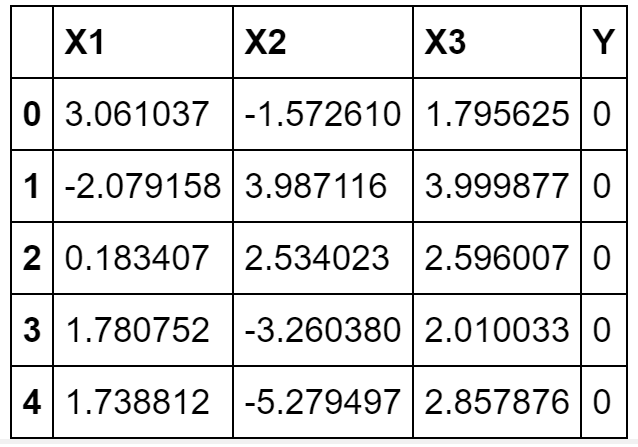 X1 X2 X3 Y
0 3.061037 -1.572610 1.795625 0
1 -2.079158 3.987116 3.999877 0
2 0.183407 2.534023 2.596007 0
3 1.780752 -3.260380 2.010033 0
4 1.738812 -5.279497 2.857876 0